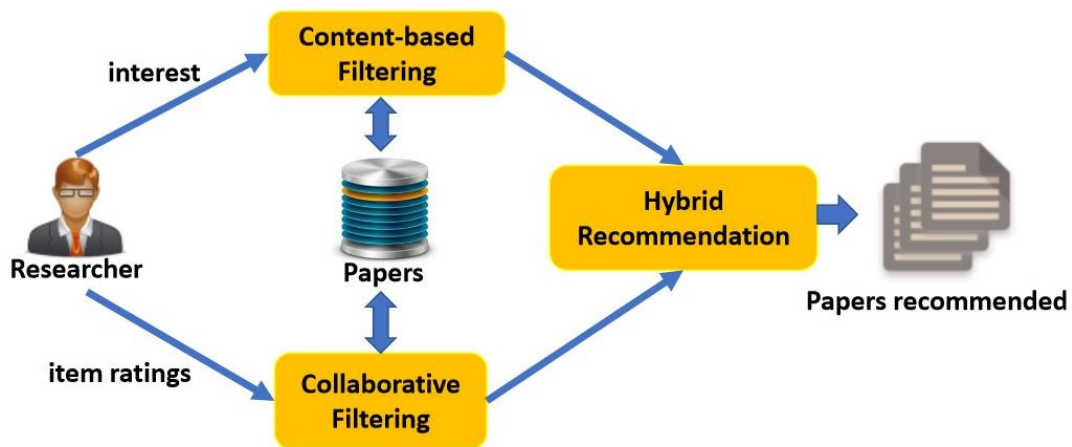 Content-based
Filtering
interest
Researcher
Papers
Hybrid
Recommendation
Papers recommended
item ratings
Collaborative
Filtering